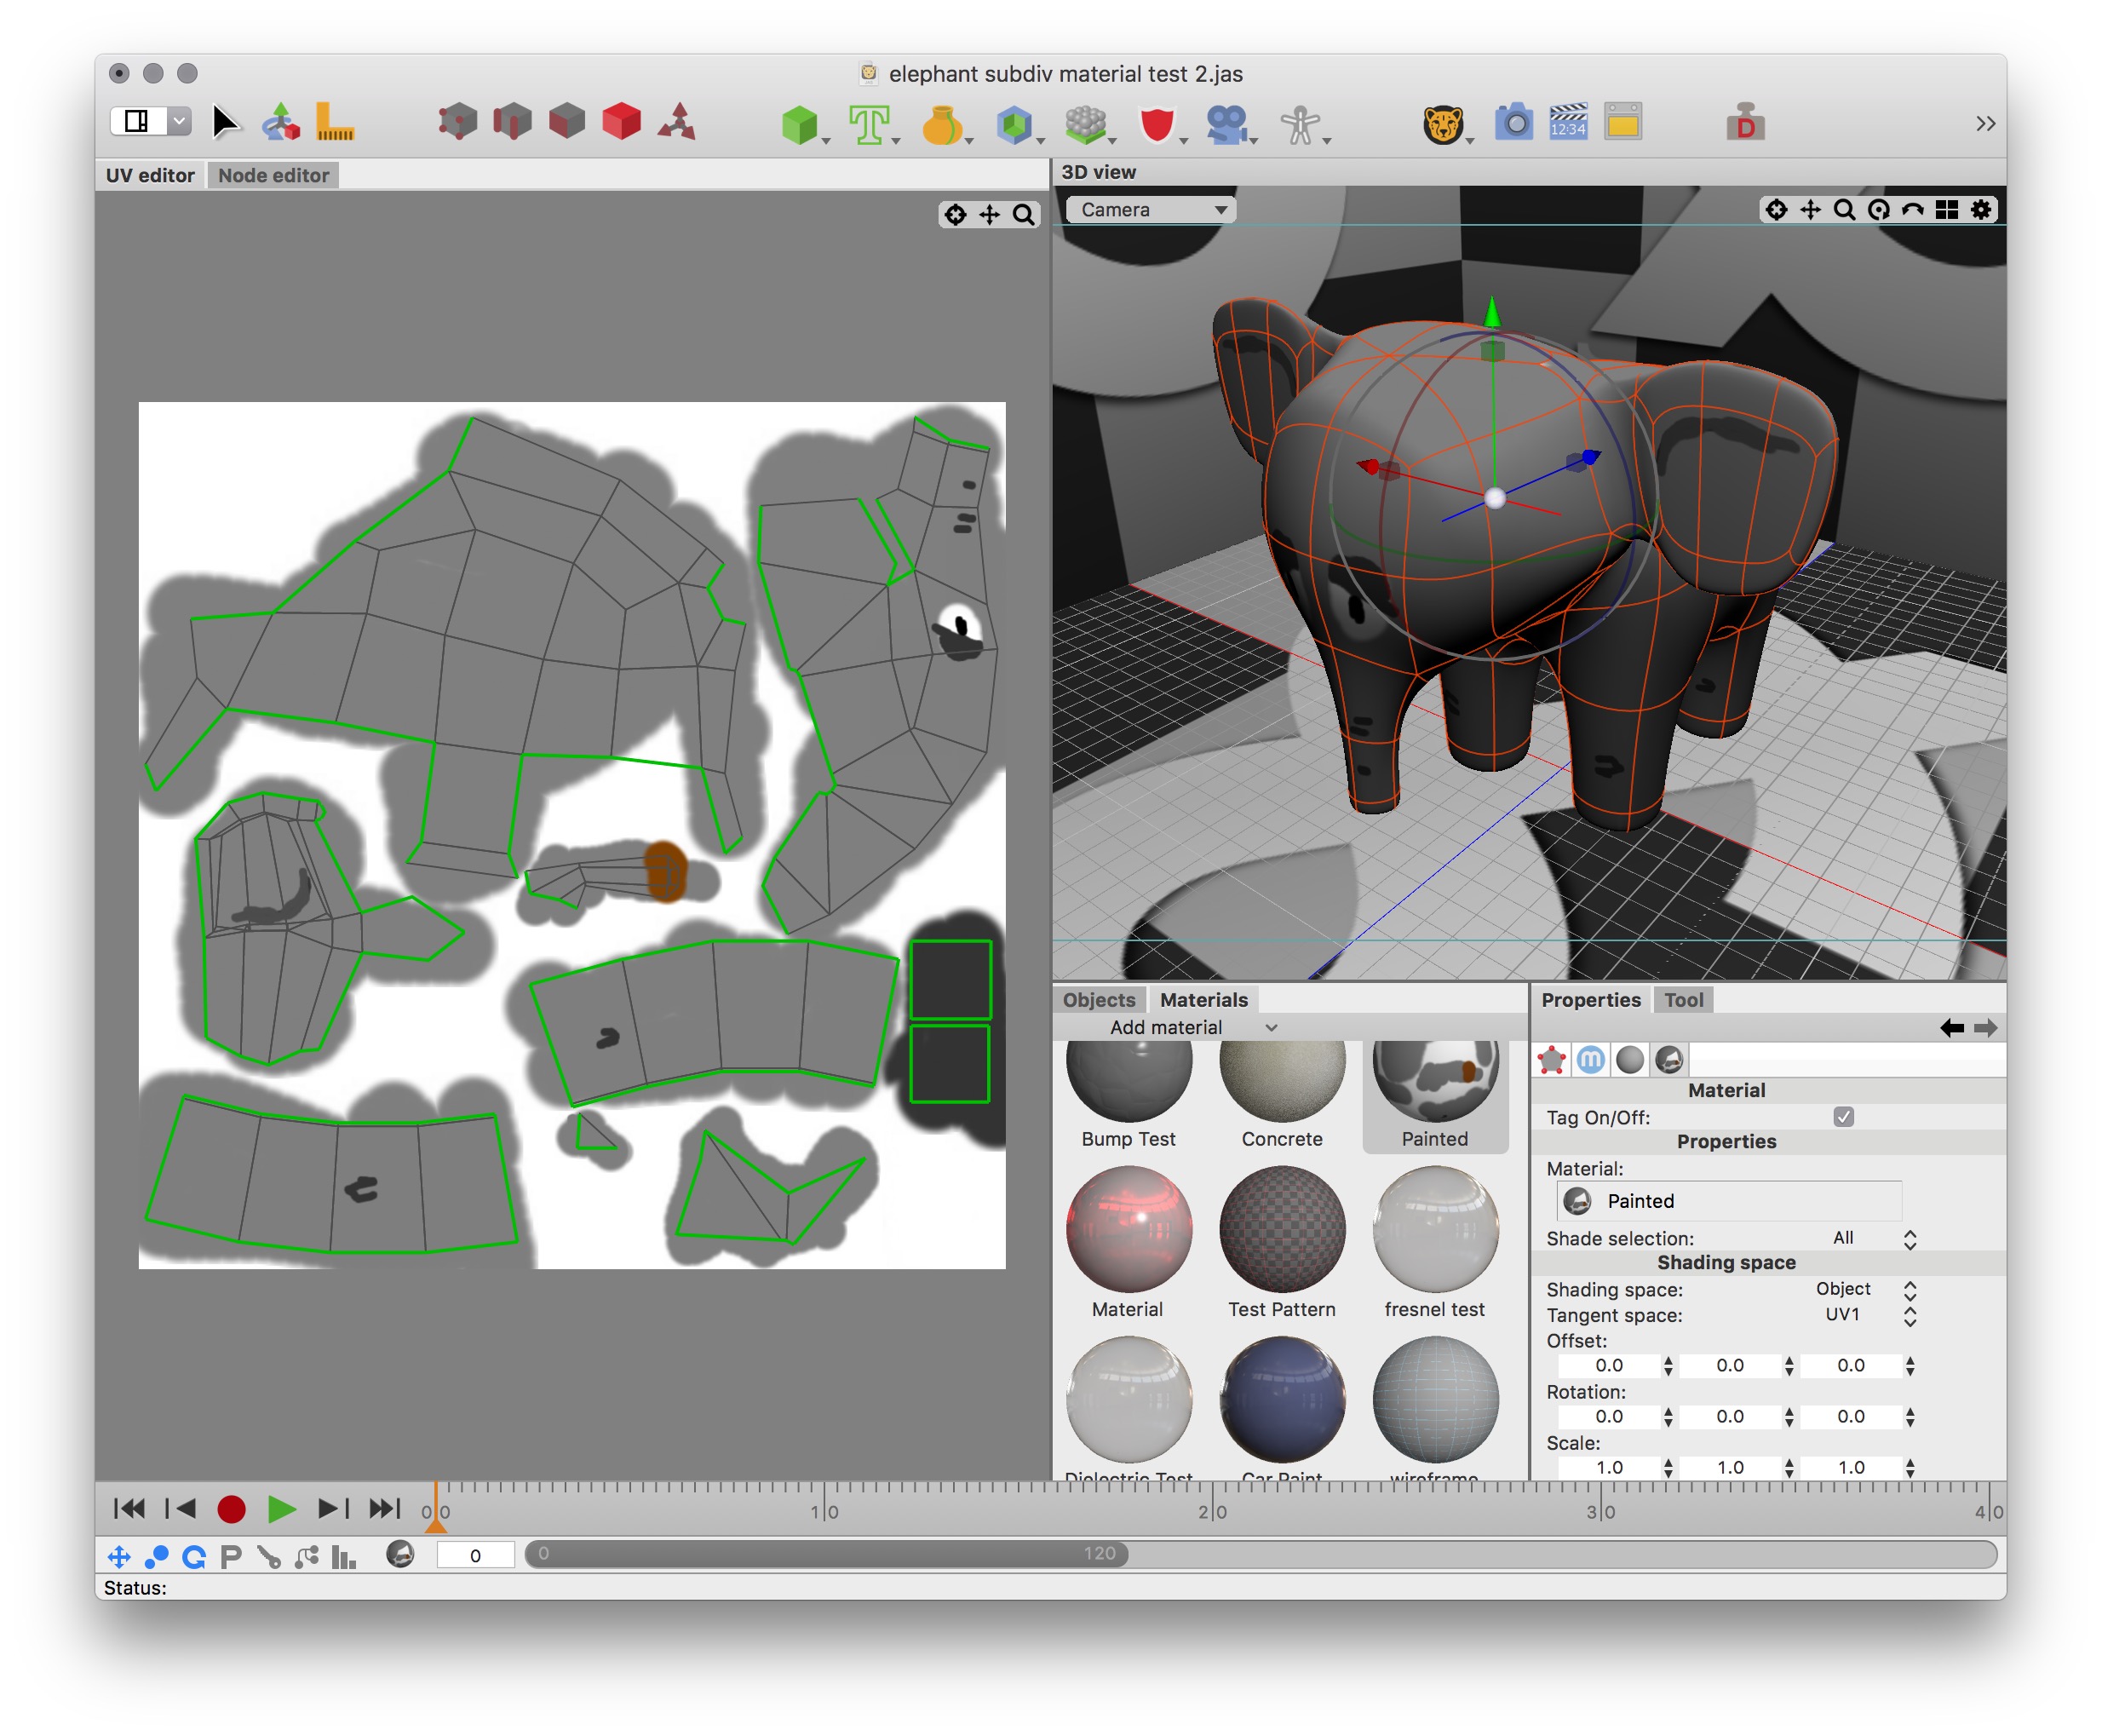 elephant subdiv material test 2.jas
12:34
D
UV editor
Node editor
3D view
Camera
Objects
Materials
Properties
Tool
Add material
Bump Test
Concrete
Painted
Material
Test Pattern
fresnel test
Dielectric Test
Car Paint
wireframe
m
Material
Tag On/Off:
Properties
Material:
Painted
Shade selection:
All
Shading space
Shading space:
Object
Tangent space:
UV1
Offset:
0.0
0.0
0.0
Rotation:
0.0
0.0
0.0
Scale:
1.0
1.0
1.0
0|0
1|0
2|0
3|0
4|0
P
0
0
120
Status: